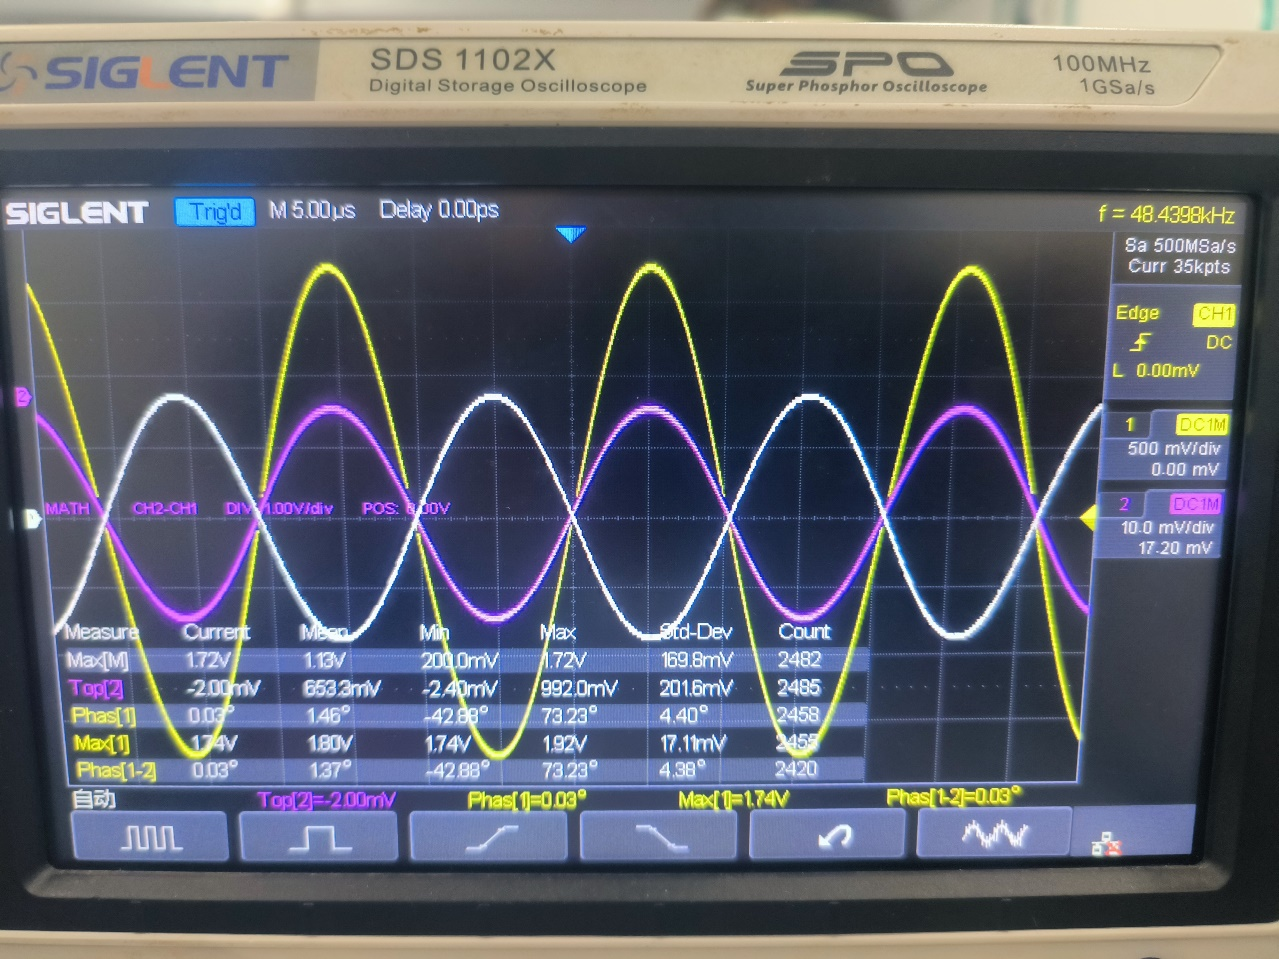 SIGLENT SDS 1102X SPO 100MHz
Digital Storage Oscilloscope Super Phosphor Oscilloscope 1GSa/s
SIGLENT Trig'd M 5.00µs Delay 0.00ps f = 48.4398kHz
Sa 500MSa/s
Curr 35kpts
Edge CH1
DC
L 0.00mV
2
1 DC1M
500 mV/div
0.00 mV
2 DC1M
10.0 mV/div
17.20 mV
MATH CH2-CH1 DIV 1.00V/div POS: 0.00V
Measure Current Mean Min Max Std-Dev Count
Max[M] 1.72V 1.13V 200.0mV 1.72V 169.8mV 2482
Top[2] -2.00mV 653.3mV -2.40mV 992.0mV 201.6mV 2485
Phas[1] 0.03° 1.46° -42.88° 73.23° 4.40° 2458
Max[1] 1.74V 1.80V 1.74V 1.92V 17.11mV 2455
Phas[1-2] 0.03° 1.37° -42.88° 73.23° 4.38° 2420
自动 Top[2]=-2.00mV Phas[1]=0.03° Max[1]=1.74V Phas[1-2]=0.03°